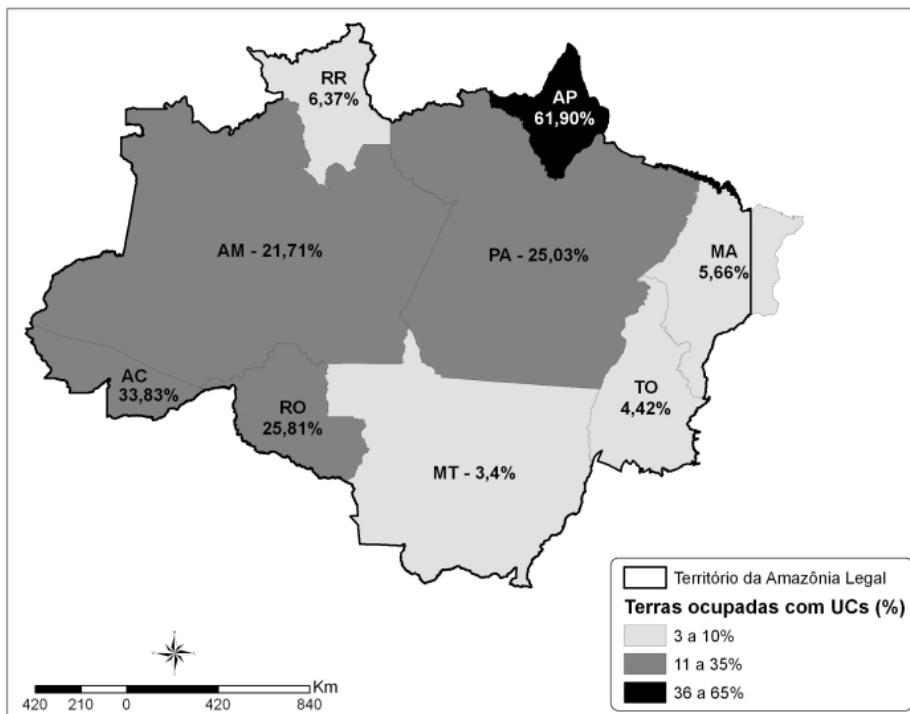 RR
6,37%
AP
61,90%
AM - 21,71%
PA - 25,03%
MA
5,66%
AC
33,83%
RO
25,81%
TO
4,42%
MT - 3,4%
Território da Amazônia Legal
Terras ocupadas com UCs (%)
3 a 10%
11 a 35%
36 a 65%
Km
420 210 0 420 840